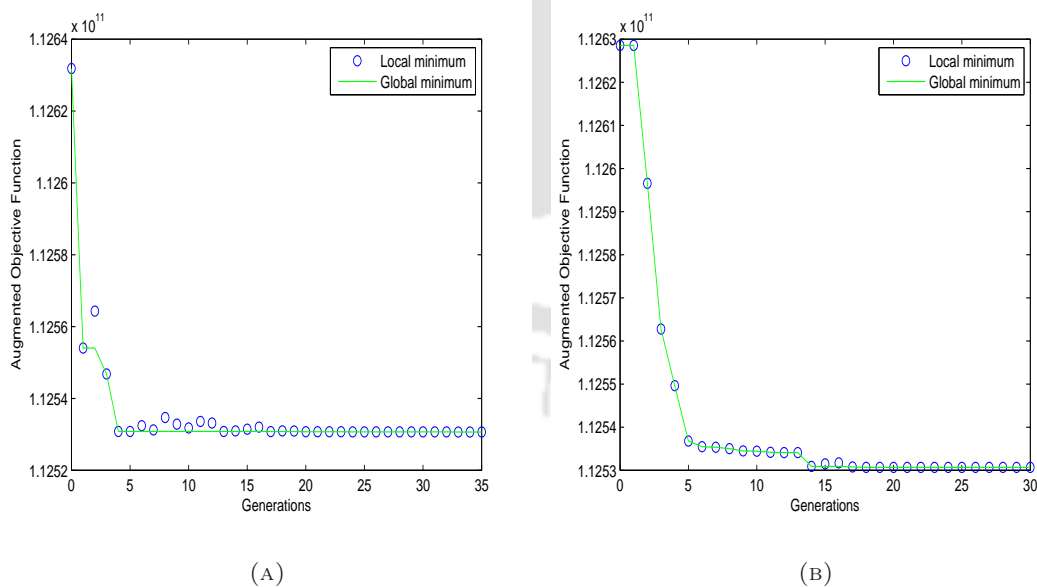 x 10^11
1.1264
1.1262
1.126
1.1258
1.1256
1.1254
1.1252
Augmented Objective Function
0 5 10 15 20 25 30 35
Generations
Local minimum
Global minimum
(A)
x 10^11
1.1263
1.1262
1.1261
1.126
1.1259
1.1258
1.1257
1.1256
1.1255
1.1254
1.1253
Augmented Objective Function
0 5 10 15 20 25 30
Generations
Local minimum
Global minimum
(B)